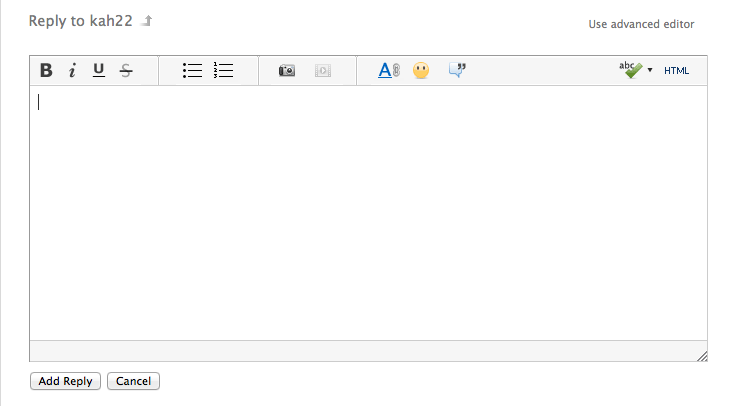 Reply to kah22
Use advanced editor
B i U S A abc HTML
Add Reply Cancel